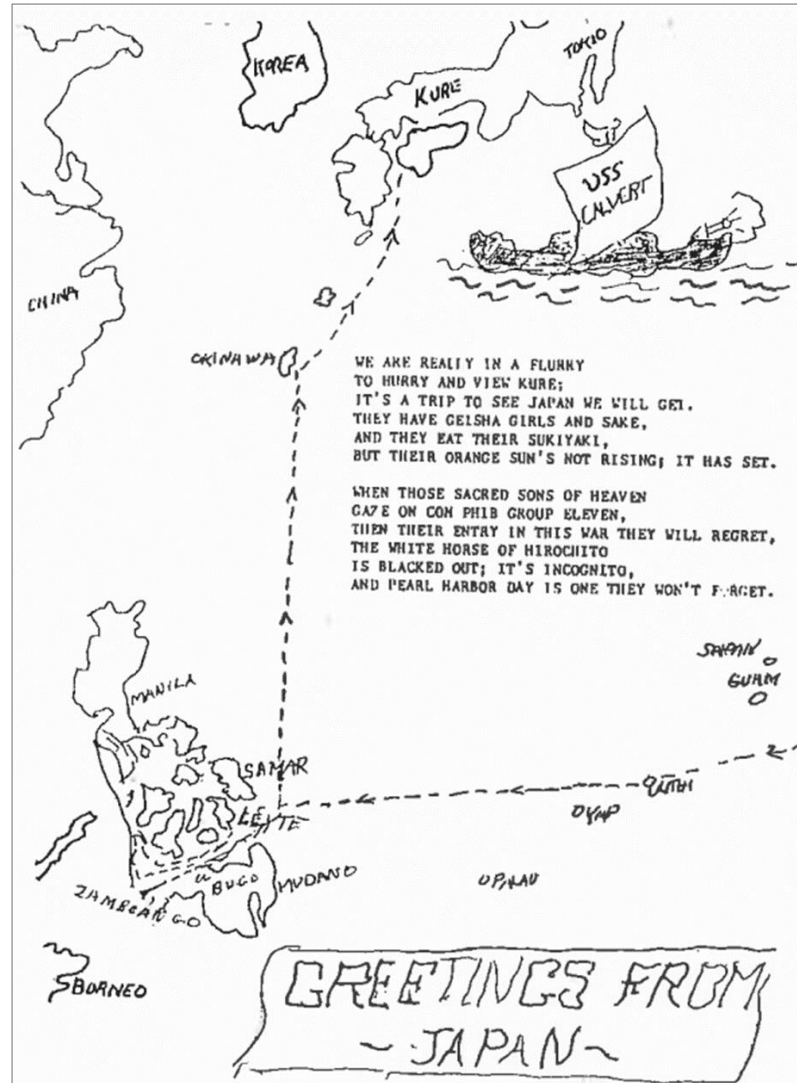 KOREA
TOKIO
KURE
USS
CALVERT
CHINA
OKINAWA
WE ARE REALLY IN A FLURRY
TO HURRY AND VIEW KURE;
IT'S A TRIP TO SEE JAPAN WE WILL GET.
THEY HAVE GEISHA GIRLS AND SAKE,
AND THEY EAT THEIR SUKIYAKI,
BUT THEIR ORANGE SUN'S NOT RISING; IT HAS SET.
WHEN THOSE SACRED SONS OF HEAVEN
GAZE ON COM PHIB GROUP ELEVEN,
THEN THEIR ENTRY IN THIS WAR THEY WILL REGRET,
THE WHITE HORSE OF HIROCHITO
IS BLACKED OUT; IT'S INCOGNITO,
AND PEARL HARBOR DAY IS ONE THEY WON'T FORGET.
SAIPAN
GUAM
MANILA
SAMAR
LEYTE
BUGO
MUDANO
ZAMBOANGO
PALAU
BORNEO
GREETINGS FROM
~ JAPAN ~